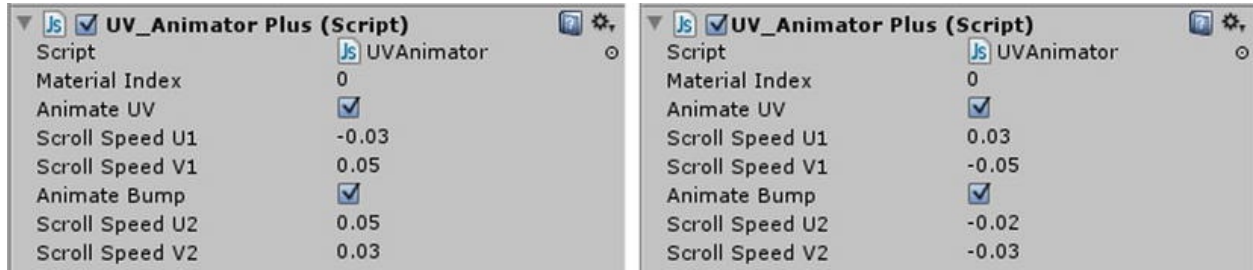 UV_Animator Plus (Script)
Script JS UVAnimator
Material Index 0
Animate UV
Scroll Speed U1 -0.03
Scroll Speed V1 0.05
Animate Bump
Scroll Speed U2 0.05
Scroll Speed V2 0.03
UV_Animator Plus (Script)
Script JS UVAnimator
Material Index 0
Animate UV
Scroll Speed U1 0.03
Scroll Speed V1 -0.05
Animate Bump
Scroll Speed U2 -0.02
Scroll Speed V2 -0.03